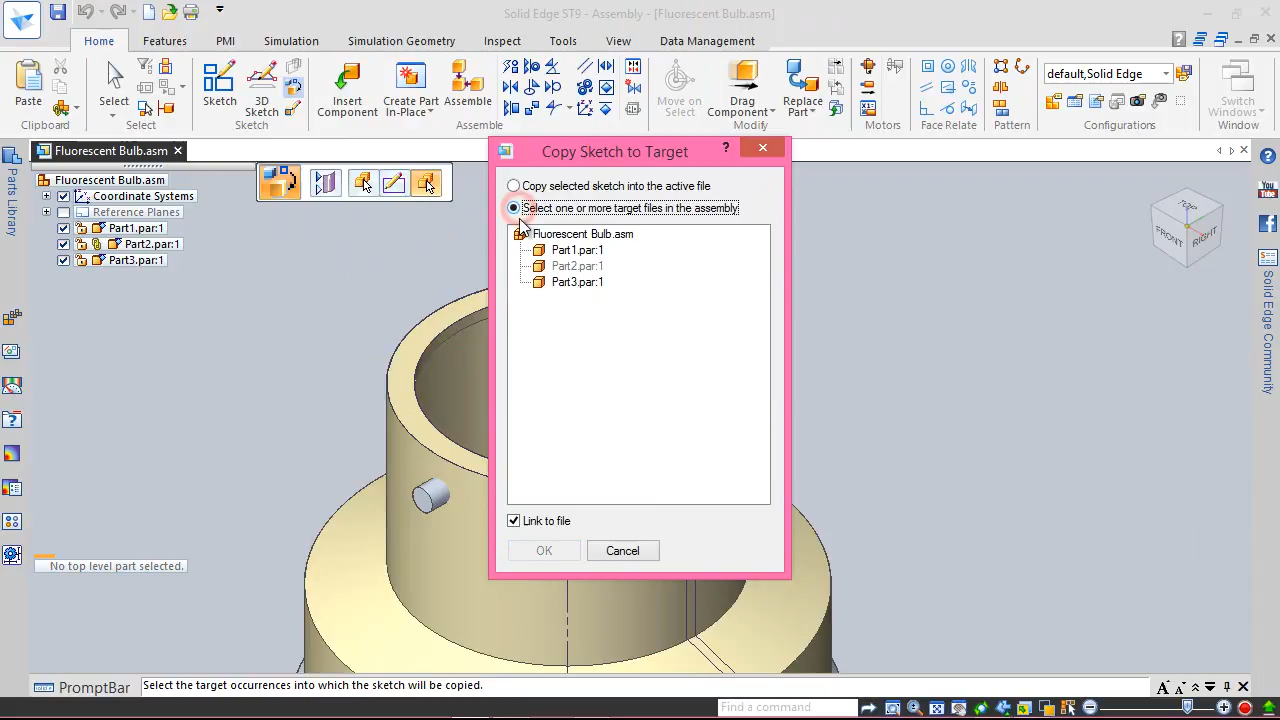 Solid Edge ST9 - Assembly - [Fluorescent Bulb.asm]
Home Features PMI Simulation Simulation Geometry Inspect Tools View Data Management
default,Solid Edge
Paste Select Sketch 3D Sketch Insert Component Create Part In-Place Assemble Move on Select Drag Component Replace Part Switch Windows
Clipboard Select Sketch Assemble Modify Motors Face Relate Pattern Configurations Window
Fluorescent Bulb.asm
Parts Library
Fluorescent Bulb.asm
Coordinate Systems
Reference Planes
Part1.par:1
Part2.par:1
Part3.par:1
Copy Sketch to Target
Copy selected sketch into the active file
Select one or more target files in the assembly
Fluorescent Bulb.asm
Part1.par:1
Part2.par:1
Part3.par:1
Link to file
OK Cancel
TOP
FRONT RIGHT
Solid Edge Community
No top level part selected.
PromptBar Select the target occurrences into which the sketch will be copied.
Find a command